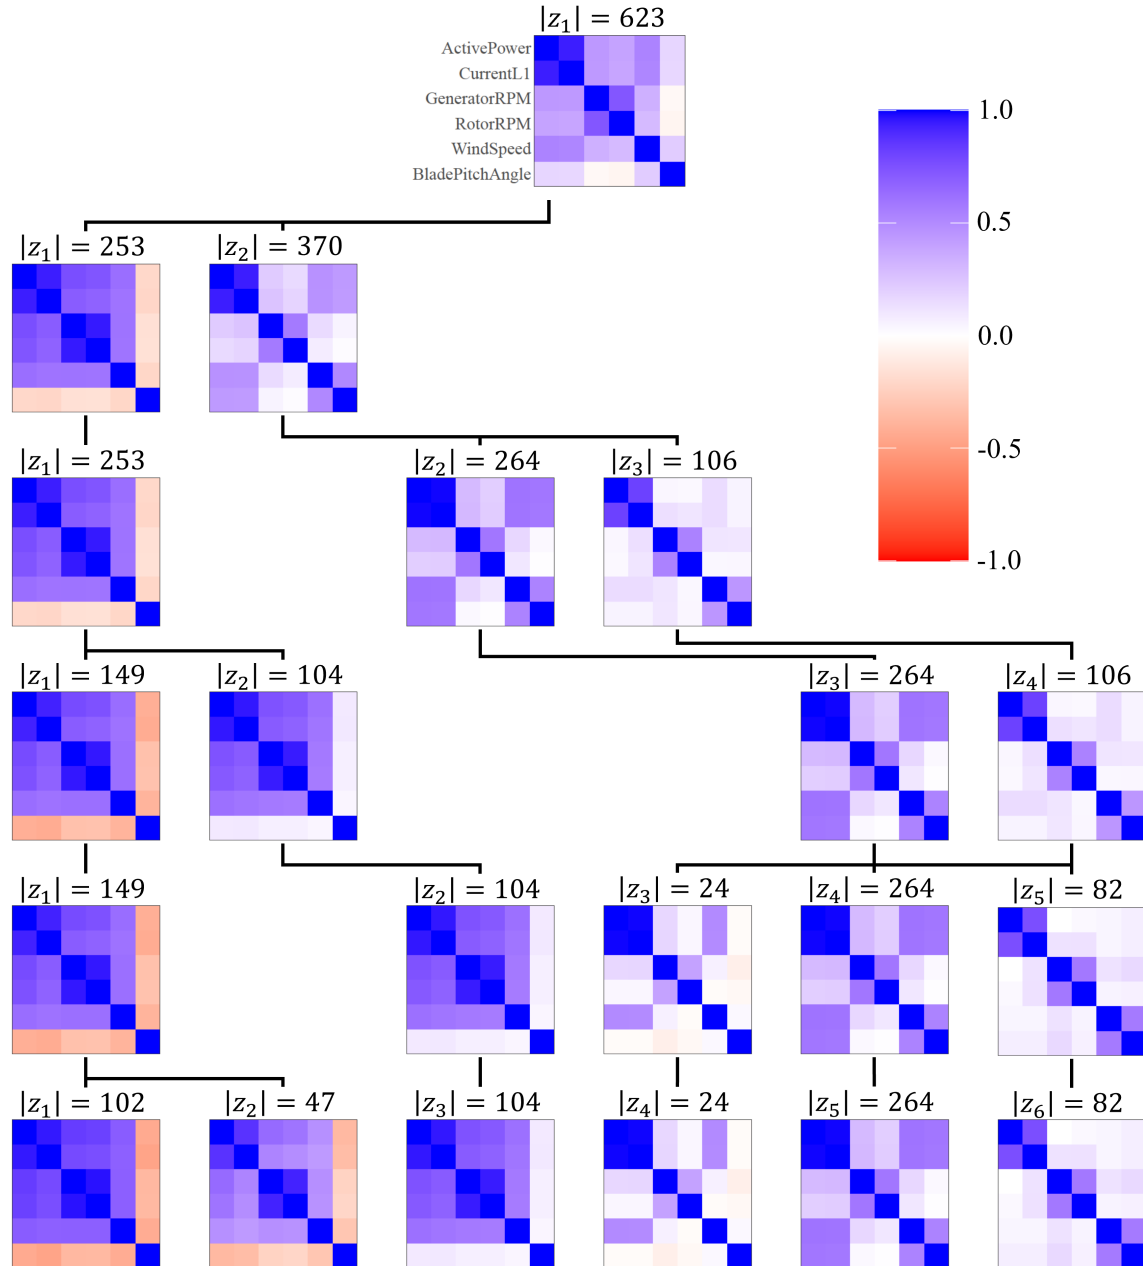 |z₁| = 623
ActivePower
CurrentL1
GeneratorRPM
RotorRPM
WindSpeed
BladePitchAngle
1.0
0.5
0.0
-0.5
-1.0
|z₁| = 253
|z₂| = 370
|z₁| = 253
|z₂| = 264
|z₃| = 106
|z₁| = 149
|z₂| = 104
|z₃| = 264
|z₄| = 106
|z₁| = 149
|z₂| = 104
|z₃| = 24
|z₄| = 264
|z₅| = 82
|z₁| = 102
|z₂| = 47
|z₃| = 104
|z₄| = 24
|z₅| = 264
|z₆| = 82